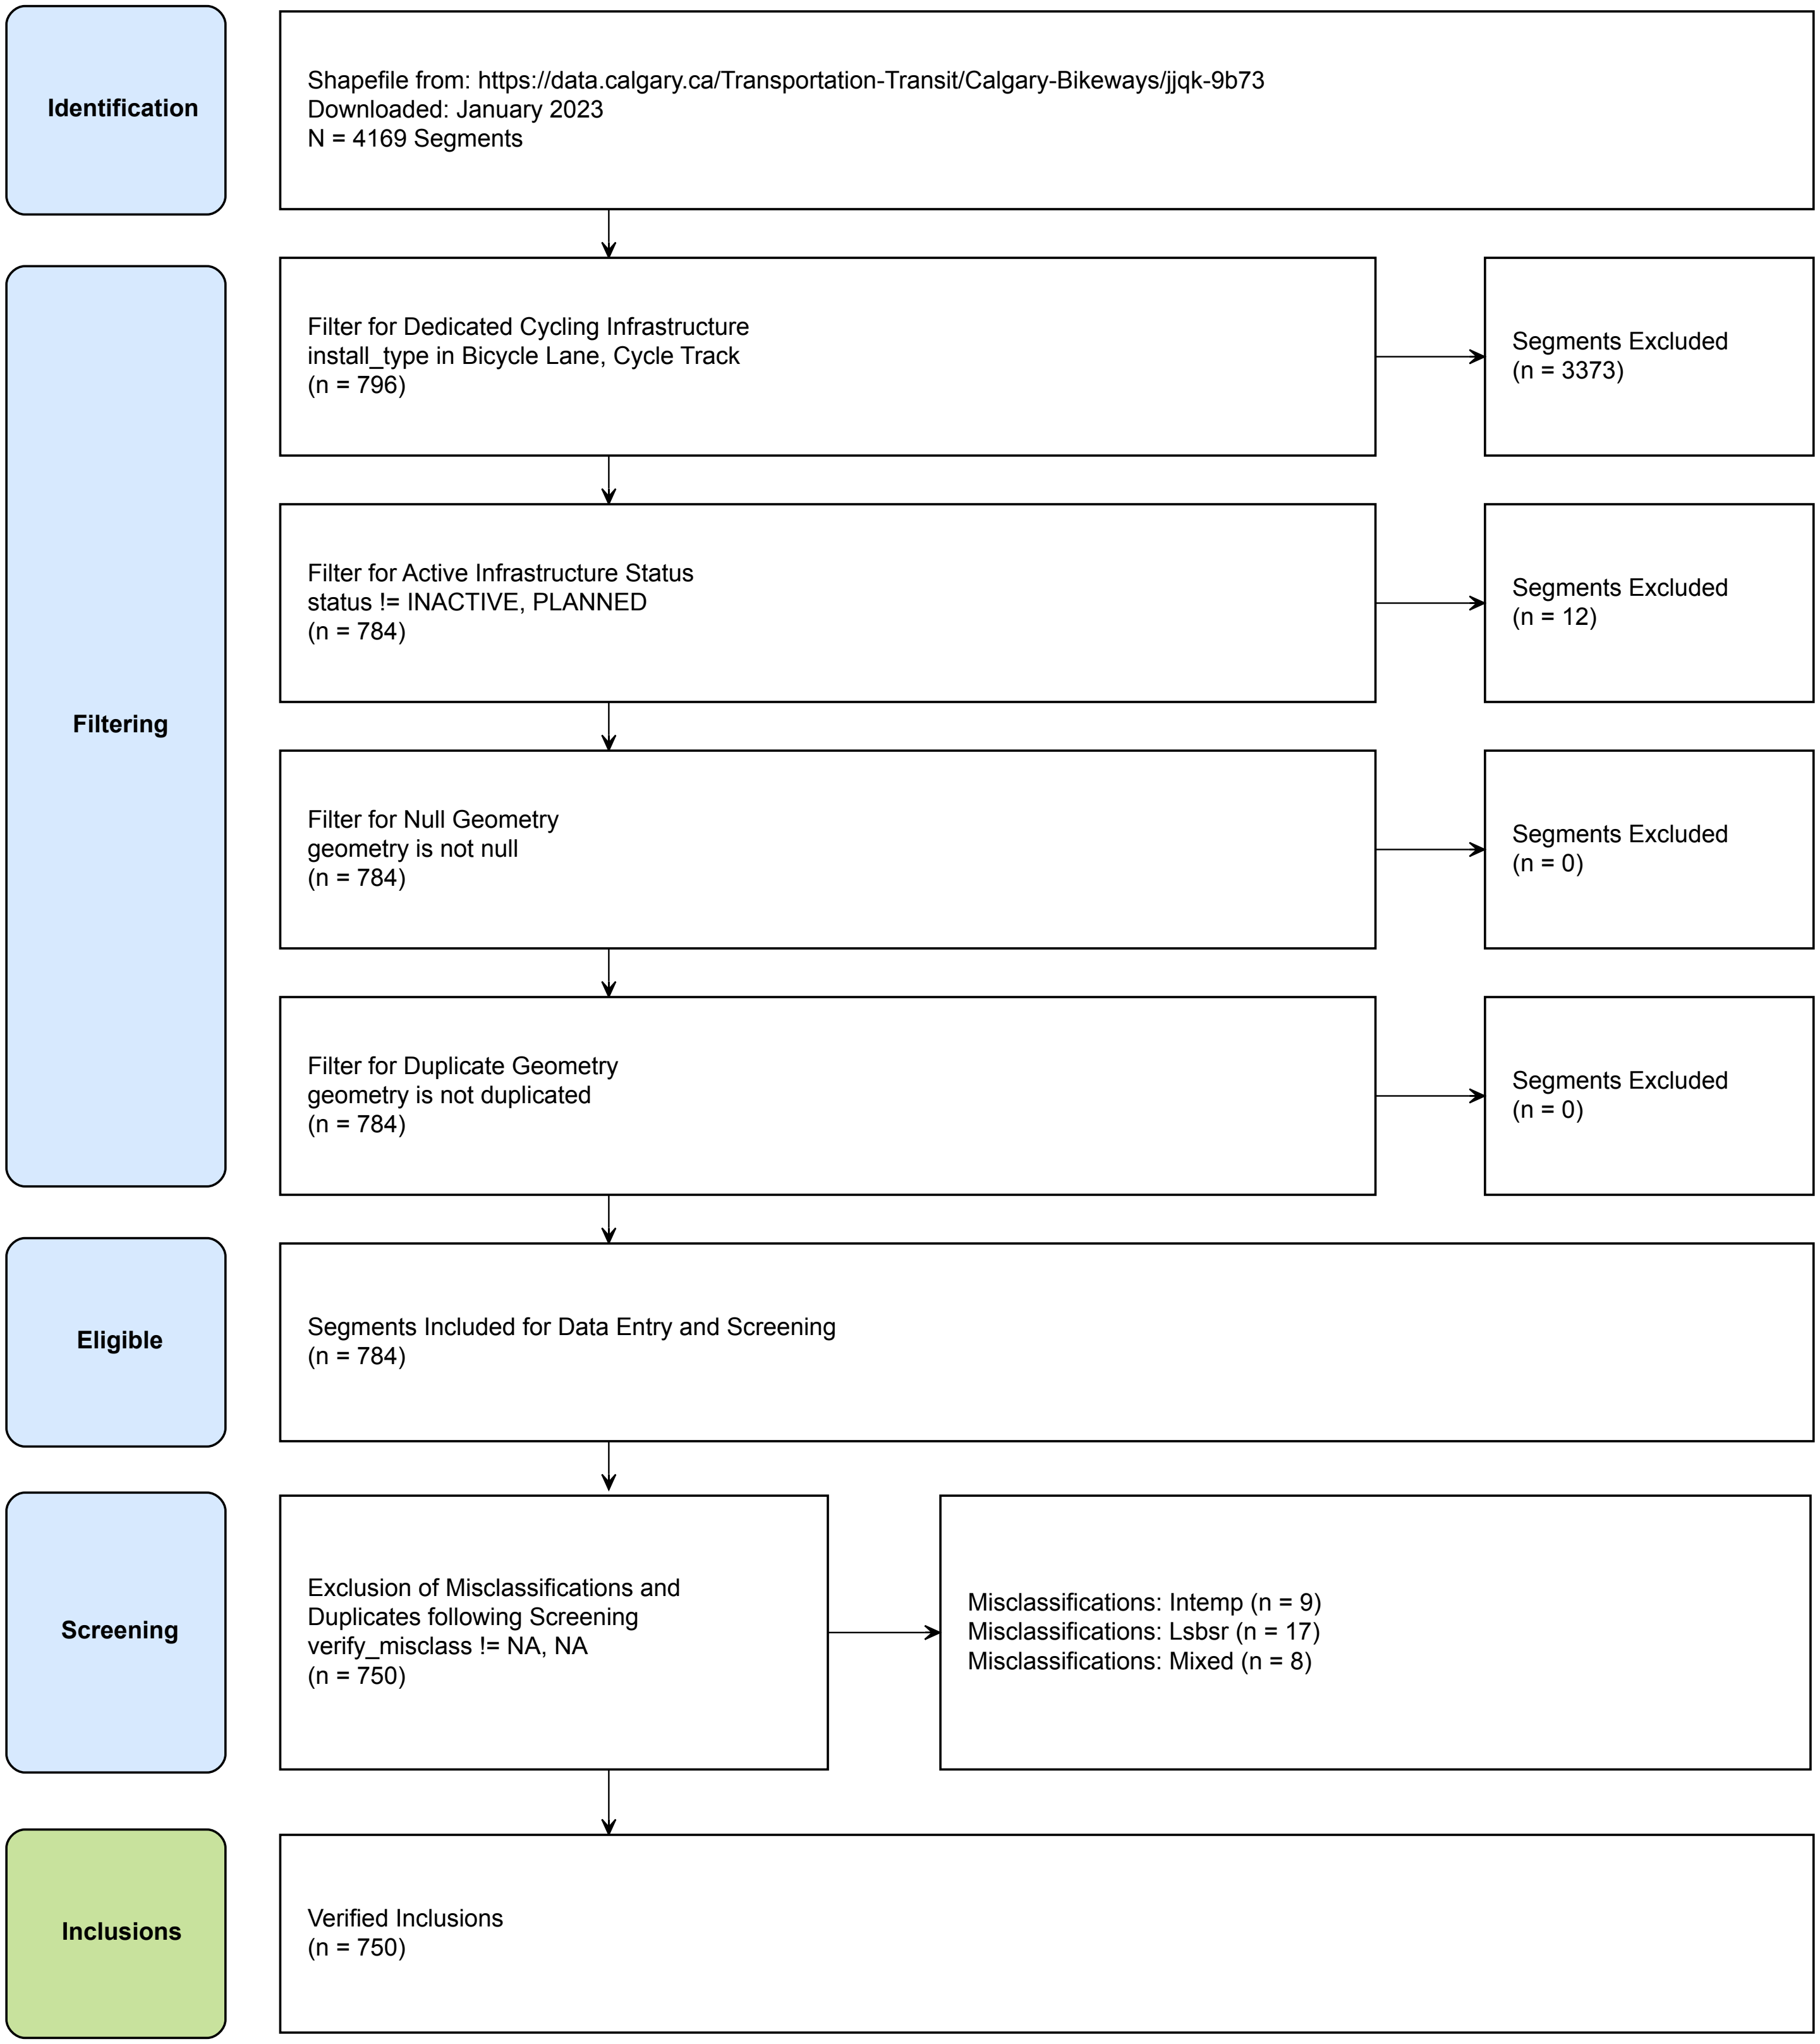 Identification
Shapefile from: https://data.calgary.ca/Transportation-Transit/Calgary-Bikeways/jjqk-9b73
Downloaded: January 2023
N = 4169 Segments
Filtering
Filter for Dedicated Cycling Infrastructure
install_type in Bicycle Lane, Cycle Track
(n = 796)
Segments Excluded
(n = 3373)
Filter for Active Infrastructure Status
status != INACTIVE, PLANNED
(n = 784)
Segments Excluded
(n = 12)
Filter for Null Geometry
geometry is not null
(n = 784)
Segments Excluded
(n = 0)
Filter for Duplicate Geometry
geometry is not duplicated
(n = 784)
Segments Excluded
(n = 0)
Eligible
Segments Included for Data Entry and Screening
(n = 784)
Screening
Exclusion of Misclassifications and
Duplicates following Screening
verify_misclass != NA, NA
(n = 750)
Misclassifications: Intemp (n = 9)
Misclassifications: Lsbsr (n = 17)
Misclassifications: Mixed (n = 8)
Inclusions
Verified Inclusions
(n = 750)